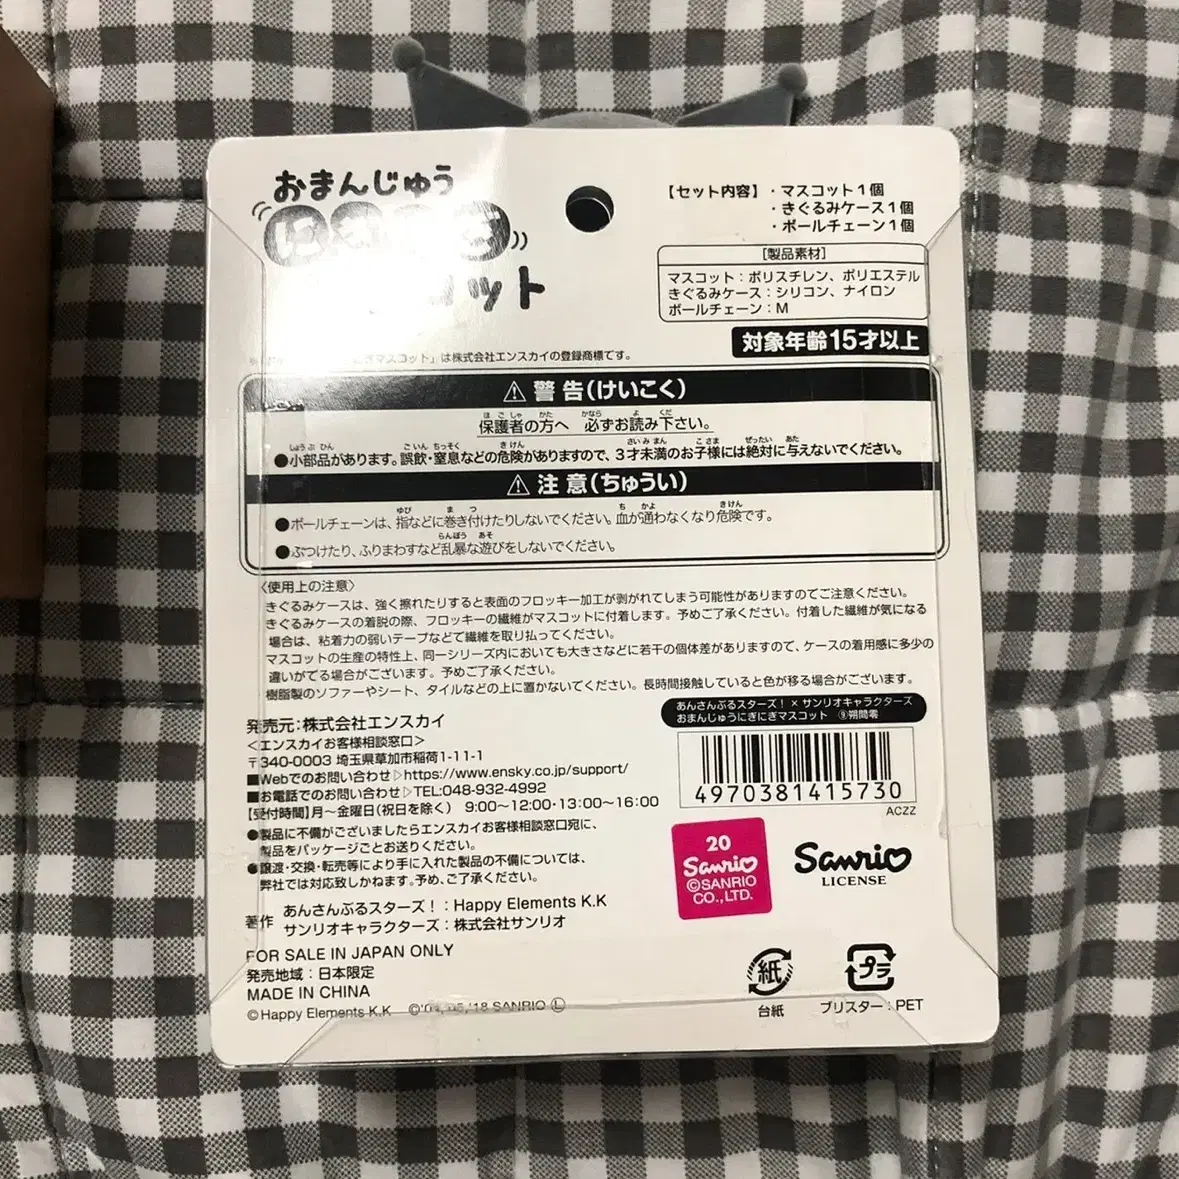 おまんじゅう
に ぎ
コット
【セット内容】・マスコット1個
・きぐるみケース1個
・ボールチェーン1個
［製品素材］
マスコット：ポリスチレン、ポリエステル
きぐるみケース：シリコン、ナイロン
ボールチェーン：M
対象年齢15才以上
にぎマスコット」は株式会社エンスカイの登録商標です。
⚠警告(けいこく)
保護者の方へ 必ずお読み下さい。
●小部品があります。誤飲・窒息などの危険がありますので、3才未満のお子様には絶対に与えないでください。
⚠注意(ちゅうい)
●ボールチェーンは、指などに巻き付けたりしないでください。血が通わなくなり危険です。
●ぶつけたり、ふりまわすなど乱暴な遊びをしないでください。
〈使用上の注意〉
きぐるみケースは、強く擦れたりすると表面のフロッキー加工が剥がれてしまう可能性がありますのでご注意ください。
きぐるみケースの着脱の際、フロッキーの繊維がマスコットに付着します。予めご了承ください。付着した繊維が気になる
場合は、粘着力の弱いテープなどで繊維を取り払ってください。
マスコットの生産の特性上、同一シリーズ内においても大きさなどに若干の個体差がありますので、ケースの着用感に多少の
違いがでる場合がございます。予めご了承ください。
樹脂製のソファーやシート、タイルなどの上に置かないでください。長時間接触していると色が移る場合がございます。
発売元：株式会社エンスカイ
＜エンスカイお客様相談窓口＞
〒340-0003 埼玉県草加市稲荷1-11-1
■Webでのお問い合わせ▷https://www.ensky.co.jp/support/
■お電話でのお問い合わせ▷TEL:048-932-4992
【受付時間】月～金曜日(祝日を除く) 9:00～12:00・13:00～16:00
●製品に不備がございましたらエンスカイお客様相談窓口宛に、
製品をパッケージごとお送りください。
●譲渡・交換・転売等により手に入れた製品の不備については、
弊社では対応致しかねます。予め、ご了承ください。
著作 あんさんぶるスターズ！：Happy Elements K.K
サンリオキャラクターズ：株式会社サンリオ
FOR SALE IN JAPAN ONLY
発売地域：日本限定
MADE IN CHINA
©Happy Elements K.K ©'01,'05,'18 SANRIO Ⓛ
あんさんぶるスターズ！×サンリオキャラクターズ
おまんじゅうにぎにぎマスコット ⑨朔間零
4970381415730
ACZZ
20
Sanrio
©SANRIO
CO.,LTD.
Sanrio
LICENSE
紙
台紙
プラ
ブリスター：PET